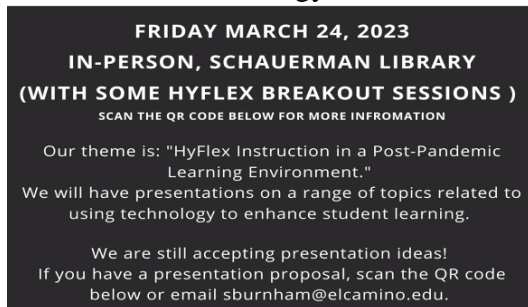 FRIDAY MARCH 24, 2023
IN-PERSON, SCHAUERMAN LIBRARY
(WITH SOME HYFLEX BREAKOUT SESSIONS )
SCAN THE QR CODE BELOW FOR MORE INFROMATION
Our theme is: "HyFlex Instruction in a Post-Pandemic
Learning Environment."
We will have presentations on a range of topics related to
using technology to enhance student learning.
We are still accepting presentation ideas!
If you have a presentation proposal, scan the QR code
below or email sburnham@elcamino.edu.